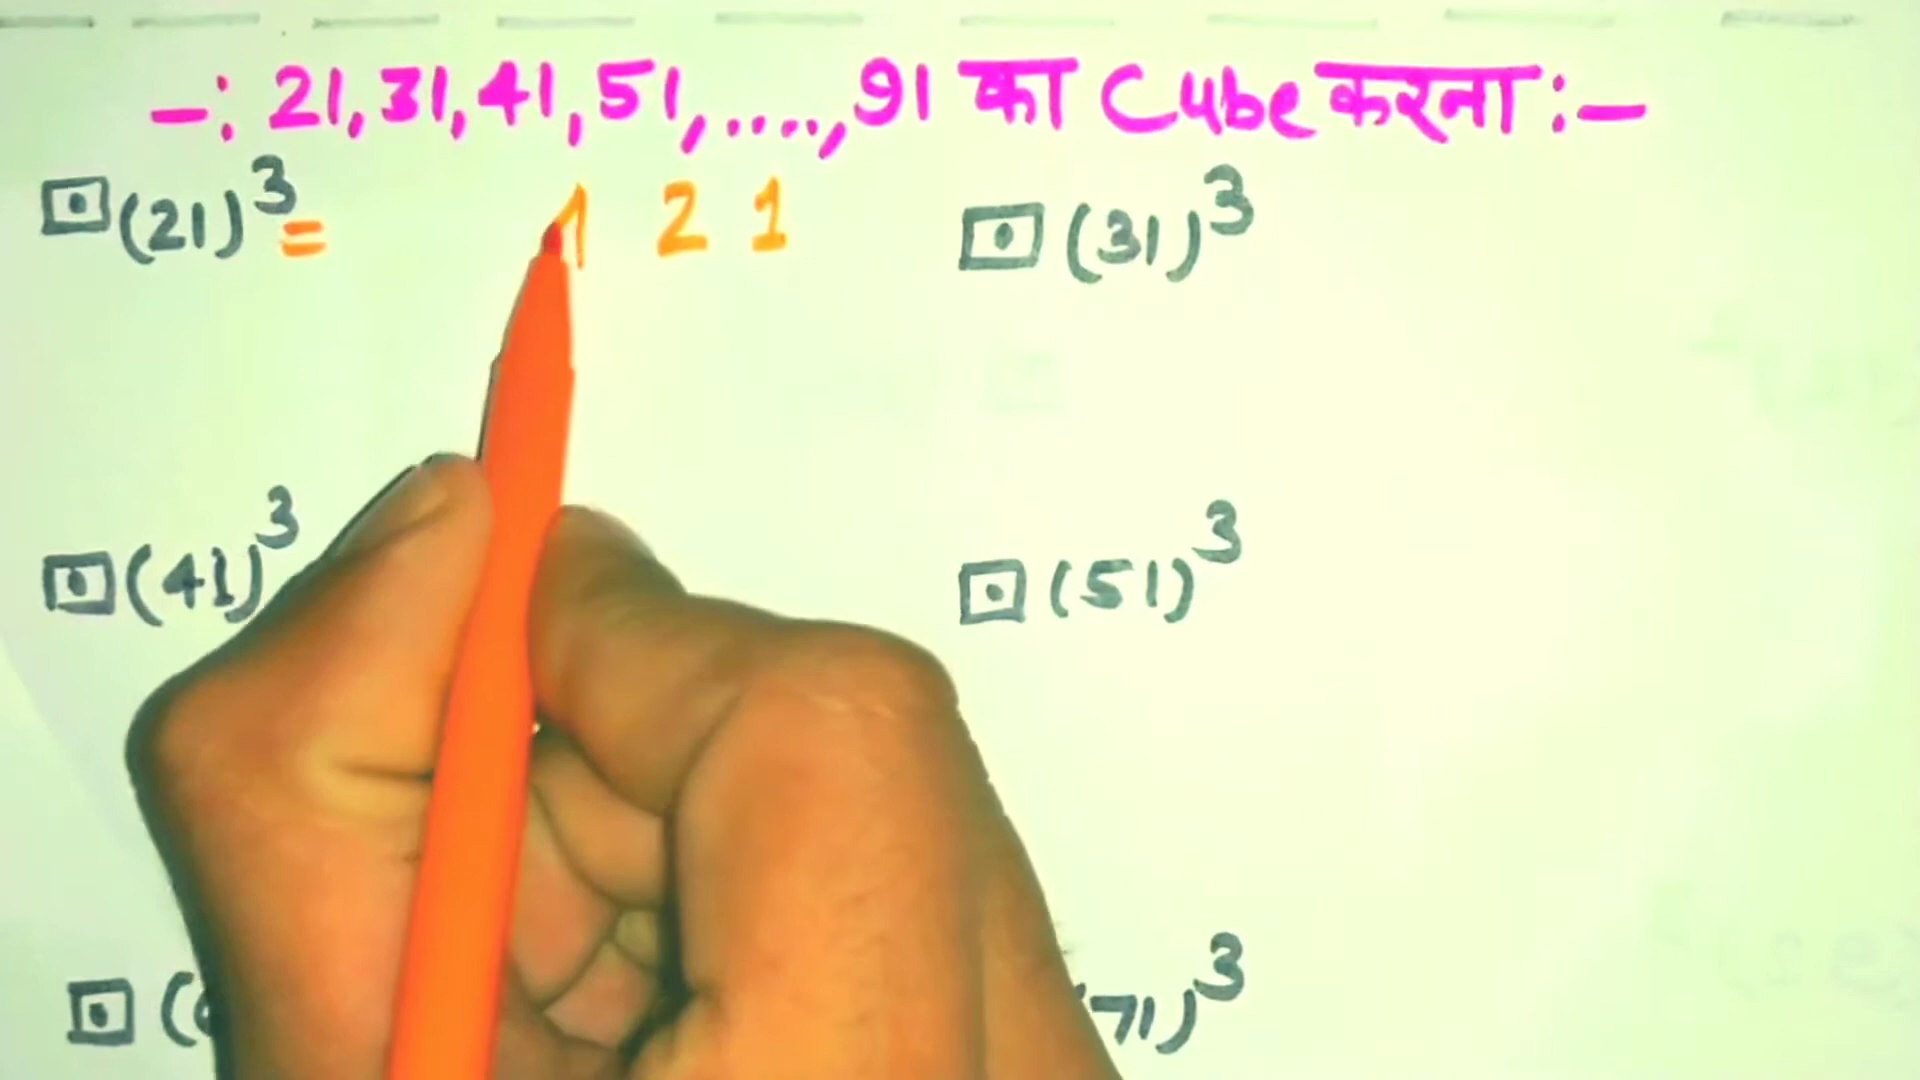 -: 21, 31, 41, 51, ...., 91 का Cube करना :-
(21)³ = 1 2 1
(31)³
(41)³
(51)³
(
71)³